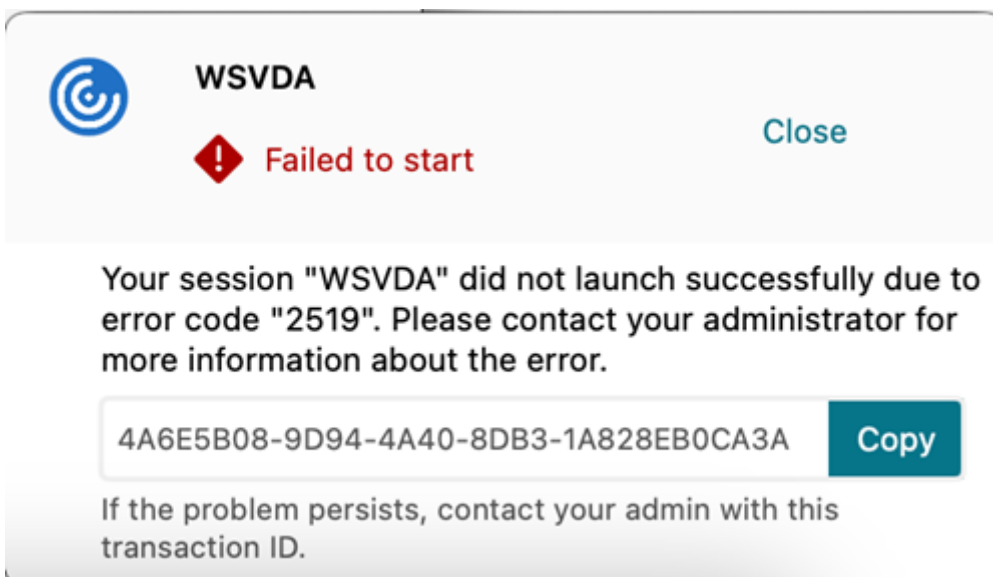 WSVDA
Failed to start
Close
Your session "WSVDA" did not launch successfully due to
error code "2519". Please contact your administrator for
more information about the error.
4A6E5B08-9D94-4A40-8DB3-1A828EB0CA3A
Copy
If the problem persists, contact your admin with this
transaction ID.